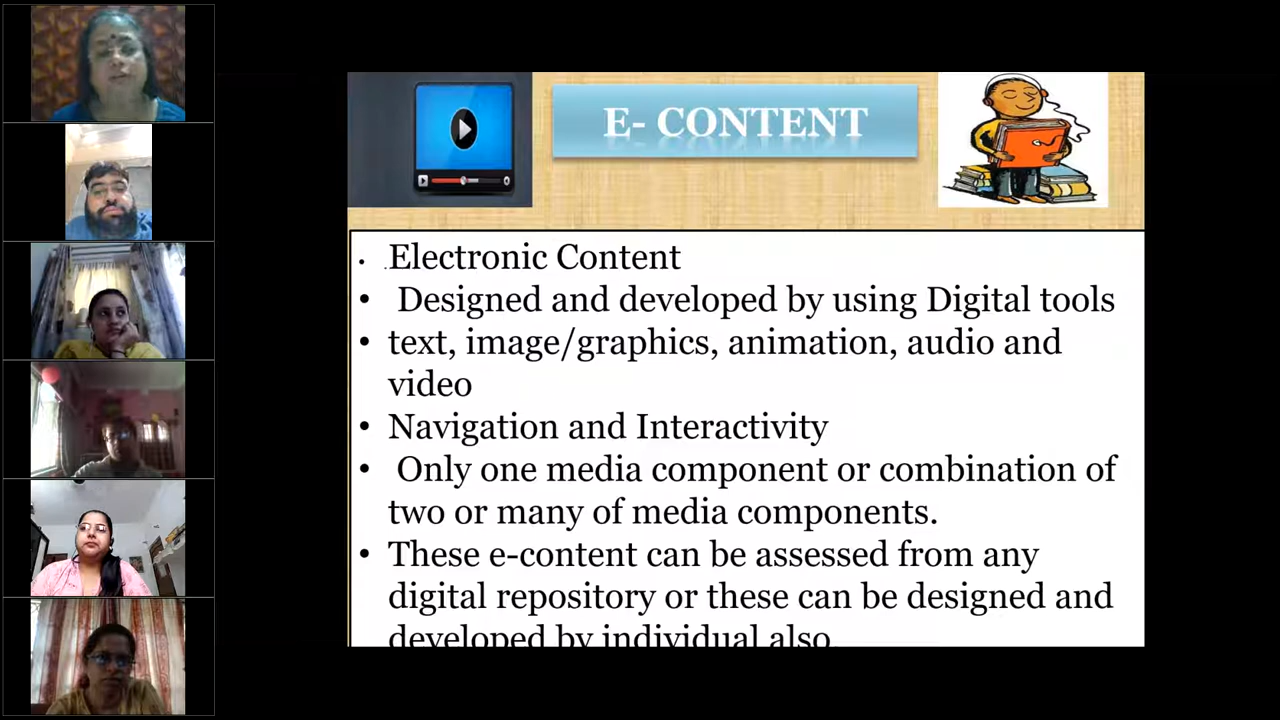 E- CONTENT
• .Electronic Content
• Designed and developed by using Digital tools
• text, image/graphics, animation, audio and
video
• Navigation and Interactivity
• Only one media component or combination of
two or many of media components.
• These e-content can be assessed from any
digital repository or these can be designed and
developed by individual also.